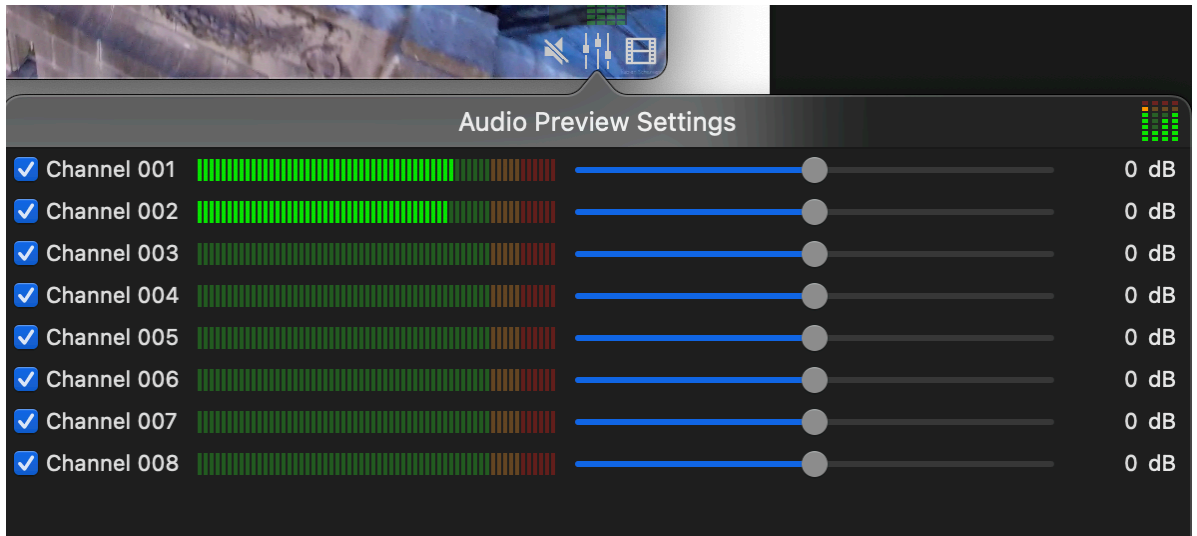 Audio Preview Settings
Channel 001 0 dB
Channel 002 0 dB
Channel 003 0 dB
Channel 004 0 dB
Channel 005 0 dB
Channel 006 0 dB
Channel 007 0 dB
Channel 008 0 dB